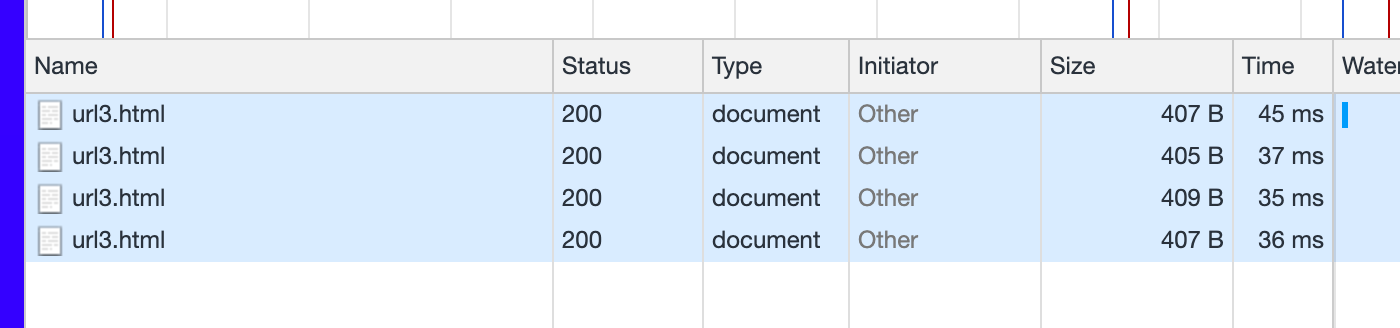 Name Status Type Initiator Size Time Water
url3.html 200 document Other 407 B 45 ms
url3.html 200 document Other 405 B 37 ms
url3.html 200 document Other 409 B 35 ms
url3.html 200 document Other 407 B 36 ms